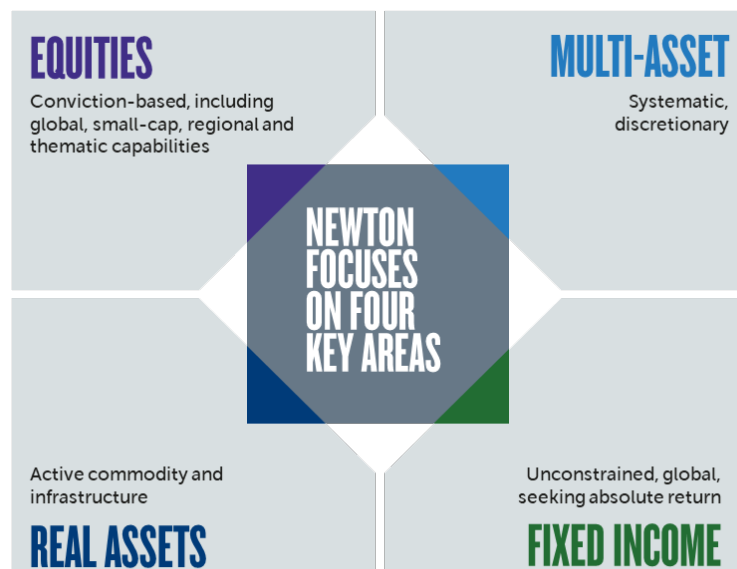 EQUITIES
Conviction-based, including
global, small-cap, regional and
thematic capabilities
MULTI-ASSET
Systematic,
discretionary
NEWTON
FOCUSES
ON FOUR
KEY AREAS
Active commodity and
infrastructure
REAL ASSETS
Unconstrained, global,
seeking absolute return
FIXED INCOME